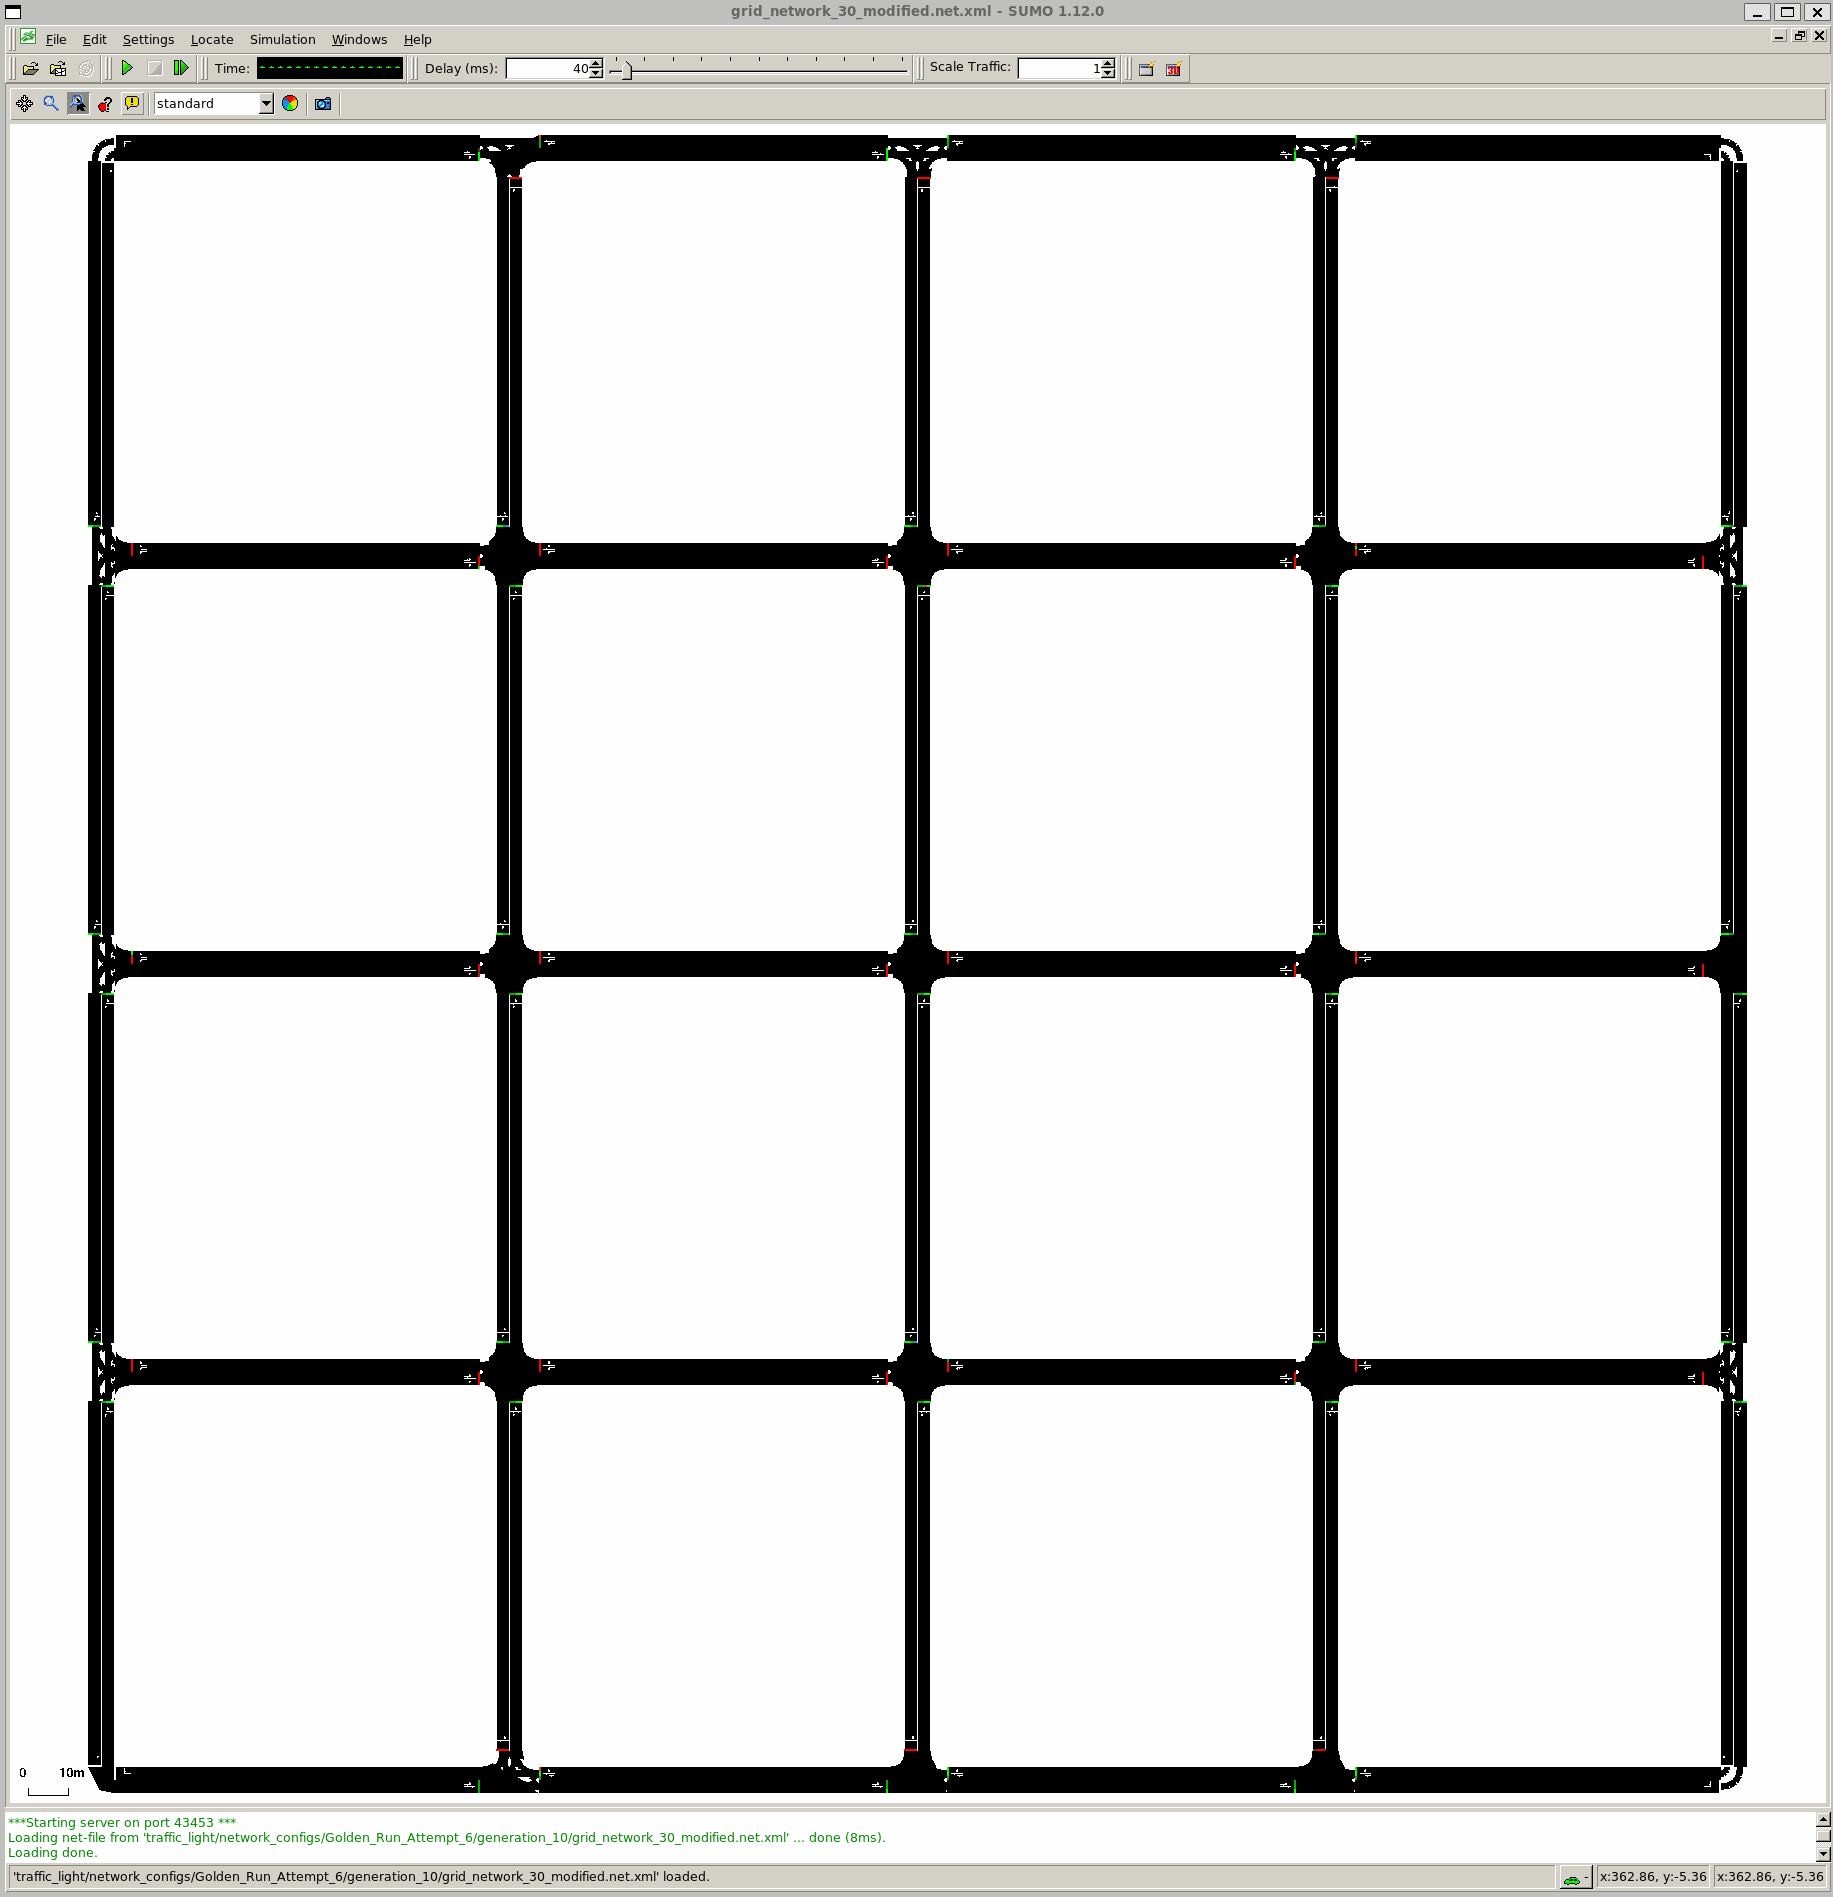 grid_network_30_modified.net.xml - SUMO 1.12.0
File Edit Settings Locate Simulation Windows Help
Time: Delay (ms): 40 Scale Traffic: 1
standard
0 10m
***Starting server on port 43453 ***
Loading net-file from 'traffic_light/network_configs/Golden_Run_Attempt_6/generation_10/grid_network_30_modified.net.xml' ... done (8ms).
Loading done.
'traffic_light/network_configs/Golden_Run_Attempt_6/generation_10/grid_network_30_modified.net.xml' loaded. - x:362.86, y:-5.36 x:362.86, y:-5.36